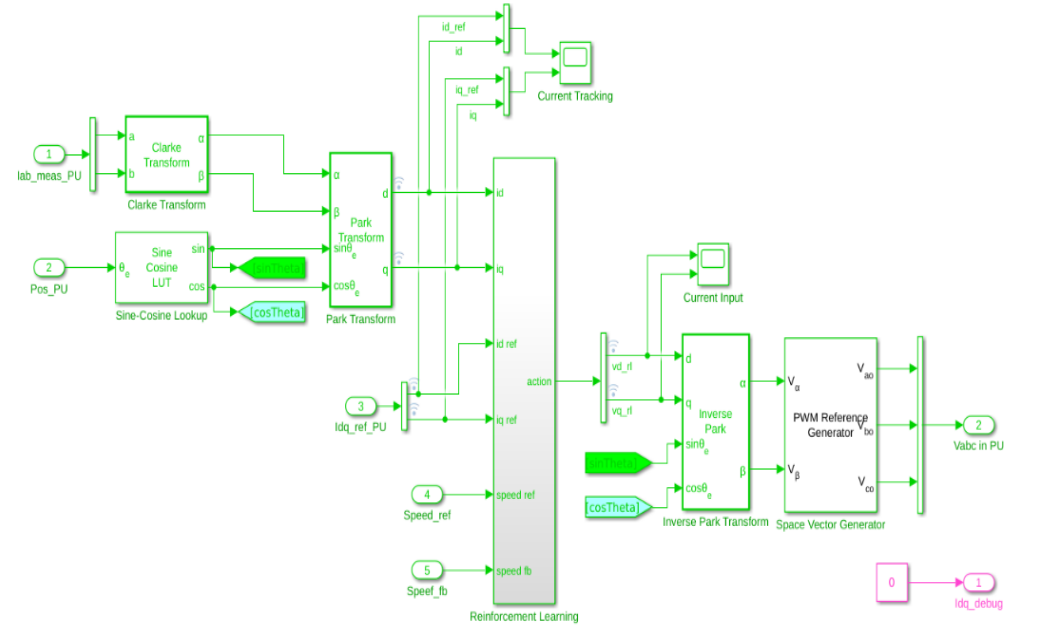 id_ref
id
iq_ref
iq
Current Tracking
1
Iab_meas_PU
a
b
Clarke
Transform
α
β
Clarke Transform
2
Pos_PU
θe
Sine
Cosine
LUT
sin
cos
Sine-Cosine Lookup
[sinTheta]
[cosTheta]
α
β
sinθe
cosθe
Park
Transform
d
q
Park Transform
3
Idq_ref_PU
4
Speed_ref
5
Speef_fb
id
iq
id ref
iq ref
speed ref
speed fb
action
Reinforcement Learning
Current Input
vd_rl
vq_rl
[sinTheta]
[cosTheta]
d
q
sinθe
cosθe
Inverse
Park
α
β
Inverse Park Transform
Vα
Vβ
PWM Reference
Generator
Vao
Vbo
Vco
Space Vector Generator
2
Vabc in PU
0
1
Idq_debug